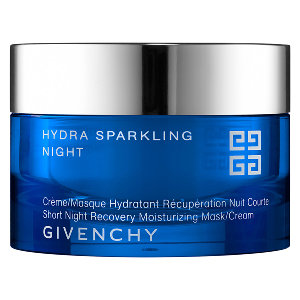 HYDRA SPARKLING
NIGHT
Crème/Masque Hydratant Récupération Nuit Courte
Short Night Recovery Moisturizing Mask/Cream
GIVENCHY